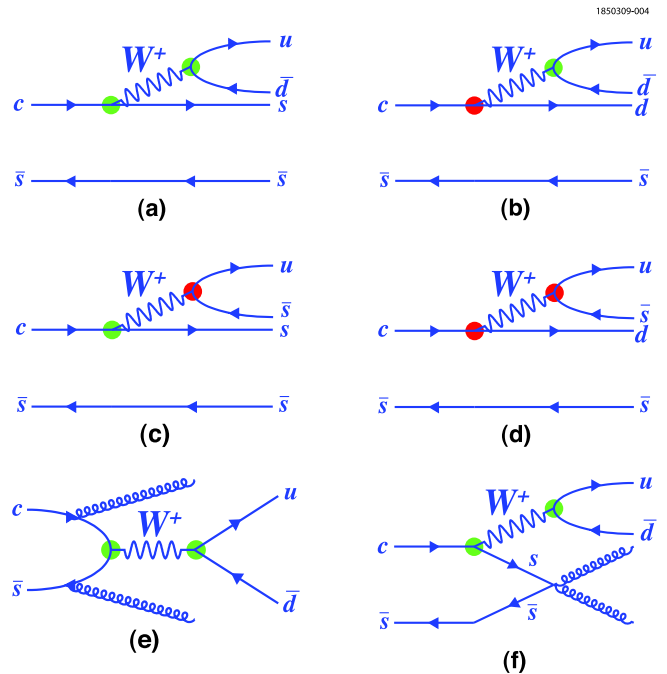 1850309-004
W⁺ u
d̄
c s
s̄ s̄
(a)
W⁺ u
d̄
c d
s̄ s̄
(b)
W⁺ u
s̄
c s
s̄ s̄
(c)
W⁺ u
s̄
c d
s̄ s̄
(d)
c u
W⁺
s̄ d̄
(e)
W⁺ u
d̄
c s
s̄ s̄
(f)